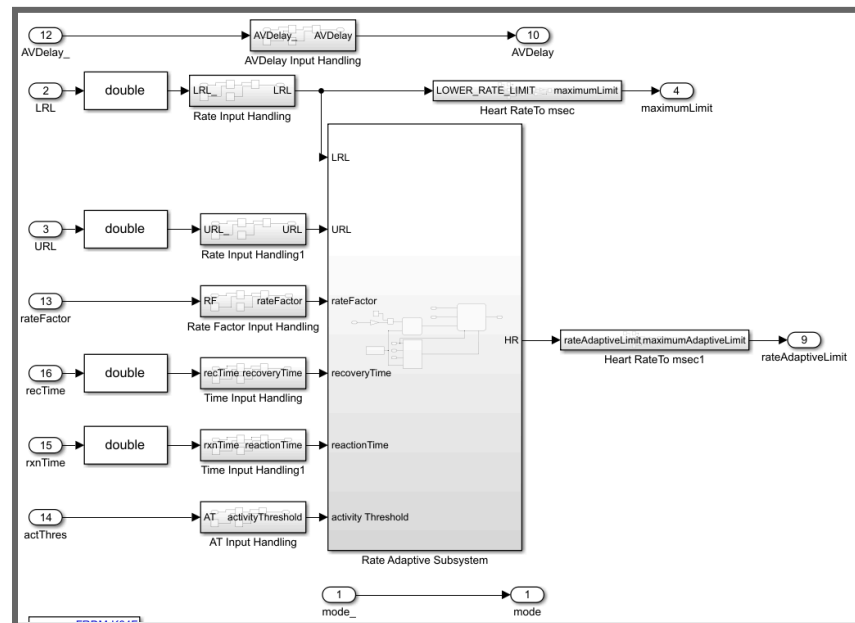 12
AVDelay_
AVDelay_ AVDelay
AVDelay Input Handling
10
AVDelay
2
LRL
double
LRL_ LRL
Rate Input Handling
LOWER_RATE_LIMIT maximumLimit
Heart RateTo msec
4
maximumLimit
LRL
3
URL
double
URL_ URL
Rate Input Handling1
URL
13
rateFactor
RF rateFactor
Rate Factor Input Handling
rateFactor
HR
rateAdaptiveLimit maximumAdaptiveLimit
Heart RateTo msec1
9
rateAdaptiveLimit
16
recTime
double
recTime recoveryTime
Time Input Handling
recoveryTime
15
rxnTime
double
rxnTime reactionTime
Time Input Handling1
reactionTime
14
actThres
AT activityThreshold
AT Input Handling
activity Threshold
Rate Adaptive Subsystem
1
mode_
1
mode